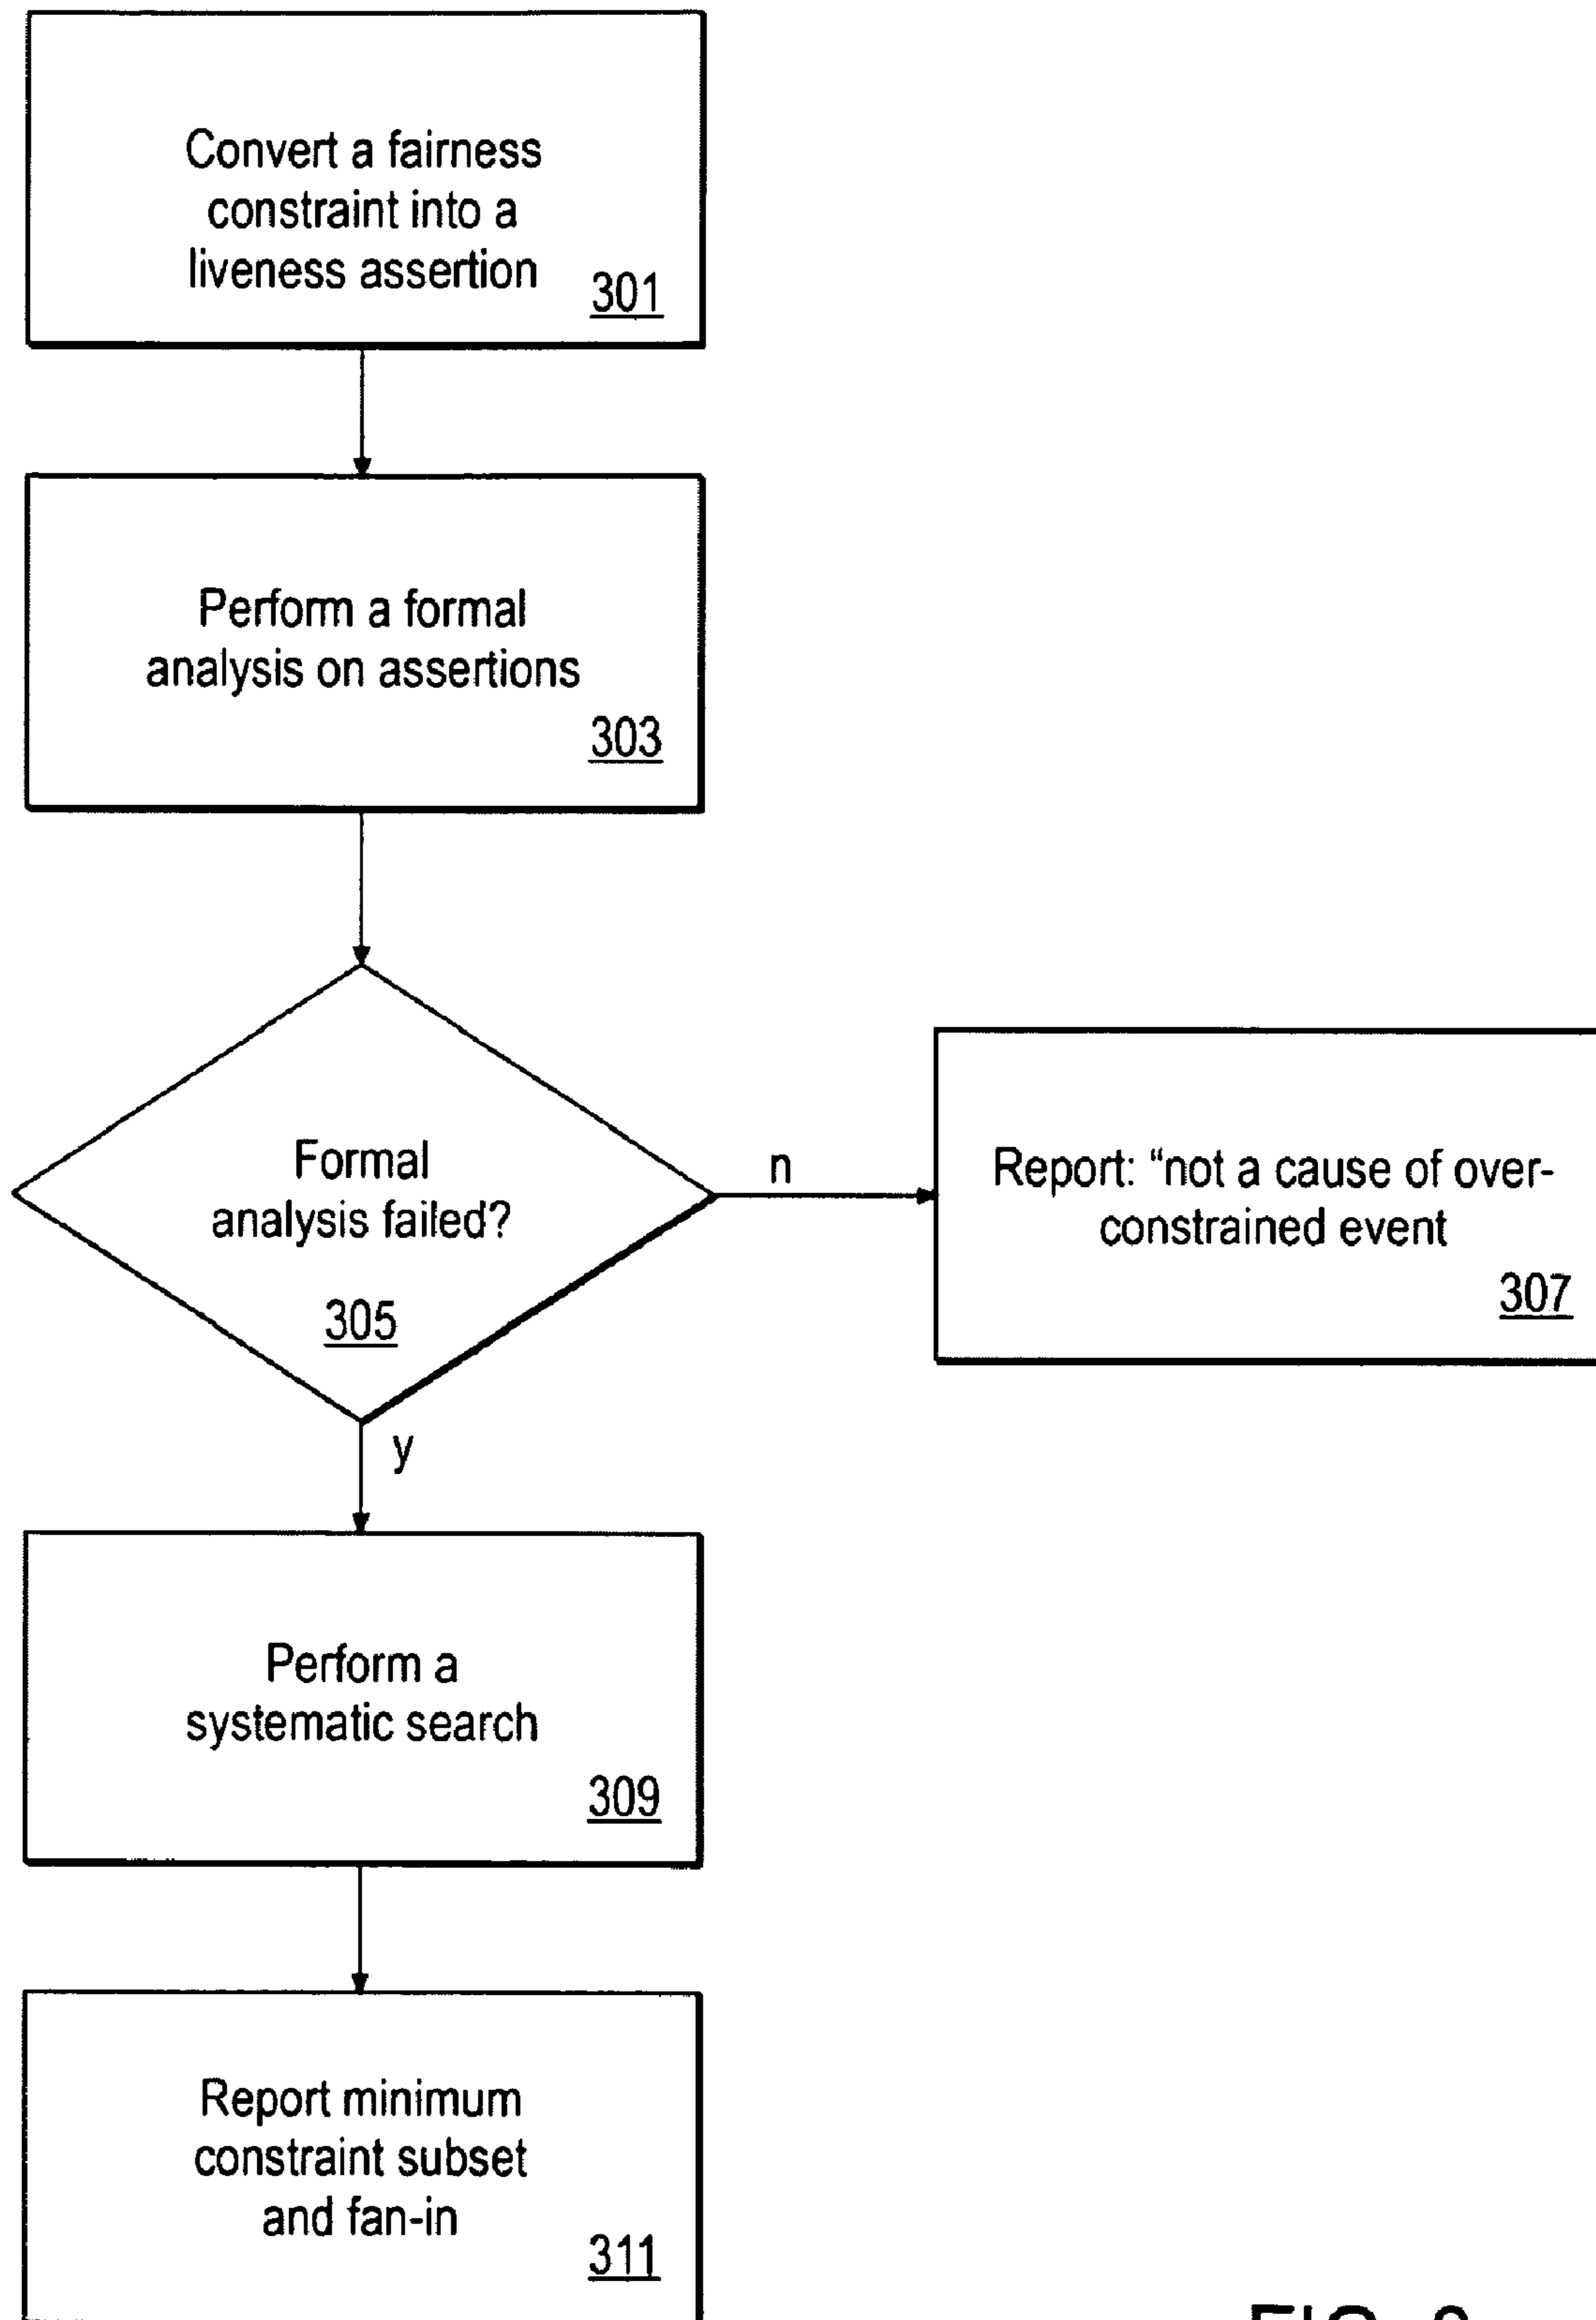 Convert a fairness
constraint into a
liveness assertion
301
Perform a formal
analysis on assertions
303
Formal
analysis failed?
305
n
Report: “not a cause of over-
constrained event
307
y
Perform a
systematic search
309
Report minimum
constraint subset
and fan-in
311
FIG.